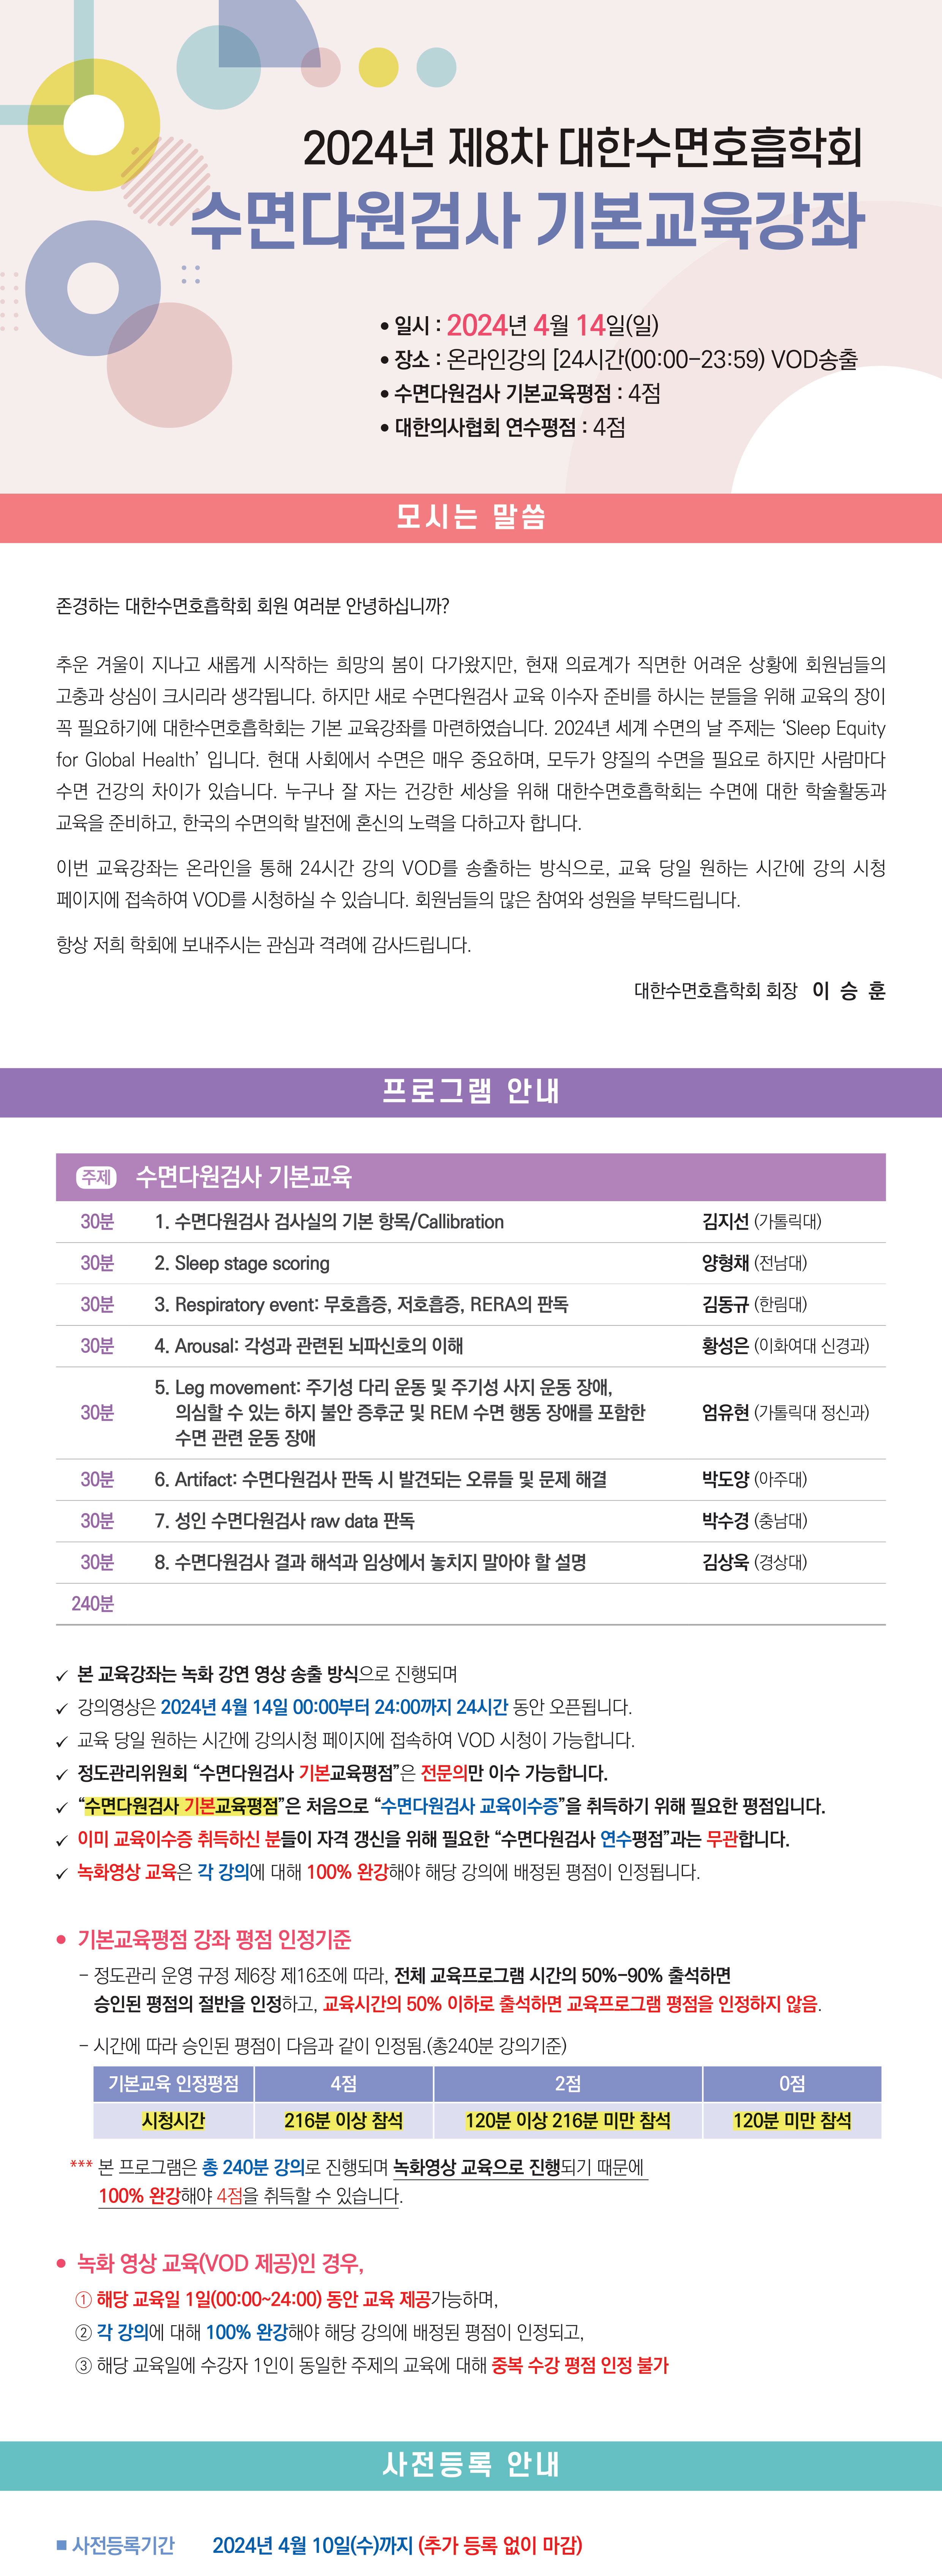 2024년 제8차 대한수면호흡학회
수면다원검사 기본교육강좌
• 일시 : 2024년 4월 14일(일)
• 장소 : 온라인강의 [24시간(00:00-23:59) VOD송출
• 수면다원검사 기본교육평점 : 4점
• 대한의사협회 연수평점 : 4점
모시는 말씀
존경하는 대한수면호흡학회 회원 여러분 안녕하십니까?
추운 겨울이 지나고 새롭게 시작하는 희망의 봄이 다가왔지만, 현재 의료계가 직면한 어려운 상황에 회원님들의
고충과 상심이 크시리라 생각됩니다. 하지만 새로 수면다원검사 교육 이수자 준비를 하시는 분들을 위해 교육의 장이
꼭 필요하기에 대한수면호흡학회는 기본 교육강좌를 마련하였습니다. 2024년 세계 수면의 날 주제는 ‘Sleep Equity
for Global Health’ 입니다. 현대 사회에서 수면은 매우 중요하며, 모두가 양질의 수면을 필요로 하지만 사람마다
수면 건강의 차이가 있습니다. 누구나 잘 자는 건강한 세상을 위해 대한수면호흡학회는 수면에 대한 학술활동과
교육을 준비하고, 한국의 수면의학 발전에 혼신의 노력을 다하고자 합니다.
이번 교육강좌는 온라인을 통해 24시간 강의 VOD를 송출하는 방식으로, 교육 당일 원하는 시간에 강의 시청
페이지에 접속하여 VOD를 시청하실 수 있습니다. 회원님들의 많은 참여와 성원을 부탁드립니다.
항상 저희 학회에 보내주시는 관심과 격려에 감사드립니다.
대한수면호흡학회 회장 이 승 훈
프로그램 안내
주제 수면다원검사 기본교육
30분 1. 수면다원검사 검사실의 기본 항목/Callibration 김지선 (가톨릭대)
30분 2. Sleep stage scoring 양형채 (전남대)
30분 3. Respiratory event: 무호흡증, 저호흡증, RERA의 판독 김동규 (한림대)
30분 4. Arousal: 각성과 관련된 뇌파신호의 이해 황성은 (이화여대 신경과)
5. Leg movement: 주기성 다리 운동 및 주기성 사지 운동 장애,
30분 의심할 수 있는 하지 불안 증후군 및 REM 수면 행동 장애를 포함한 엄유현 (가톨릭대 정신과)
수면 관련 운동 장애
30분 6. Artifact: 수면다원검사 판독 시 발견되는 오류들 및 문제 해결 박도양 (아주대)
30분 7. 성인 수면다원검사 raw data 판독 박수경 (충남대)
30분 8. 수면다원검사 결과 해석과 임상에서 놓치지 말아야 할 설명 김상욱 (경상대)
240분
✓ 본 교육강좌는 녹화 강연 영상 송출 방식으로 진행되며
✓ 강의영상은 2024년 4월 14일 00:00부터 24:00까지 24시간 동안 오픈됩니다.
✓ 교육 당일 원하는 시간에 강의시청 페이지에 접속하여 VOD 시청이 가능합니다.
✓ 정도관리위원회 “수면다원검사 기본교육평점”은 전문의만 이수 가능합니다.
✓ “수면다원검사 기본교육평점”은 처음으로 “수면다원검사 교육이수증”을 취득하기 위해 필요한 평점입니다.
✓ 이미 교육이수증 취득하신 분들이 자격 갱신을 위해 필요한 “수면다원검사 연수평점”과는 무관합니다.
✓ 녹화영상 교육은 각 강의에 대해 100% 완강해야 해당 강의에 배정된 평점이 인정됩니다.
• 기본교육평점 강좌 평점 인정기준
- 정도관리 운영 규정 제6장 제16조에 따라, 전체 교육프로그램 시간의 50%-90% 출석하면
승인된 평점의 절반을 인정하고, 교육시간의 50% 이하로 출석하면 교육프로그램 평점을 인정하지 않음.
- 시간에 따라 승인된 평점이 다음과 같이 인정됨.(총240분 강의기준)
기본교육 인정평점 4점 2점 0점
시청시간 216분 이상 참석 120분 이상 216분 미만 참석 120분 미만 참석
*** 본 프로그램은 총 240분 강의로 진행되며 녹화영상 교육으로 진행되기 때문에
100% 완강해야 4점을 취득할 수 있습니다.
• 녹화 영상 교육(VOD 제공)인 경우,
① 해당 교육일 1일(00:00~24:00) 동안 교육 제공가능하며,
② 각 강의에 대해 100% 완강해야 해당 강의에 배정된 평점이 인정되고,
③ 해당 교육일에 수강자 1인이 동일한 주제의 교육에 대해 중복 수강 평점 인정 불가
사전등록 안내
■ 사전등록기간 2024년 4월 10일(수)까지 (추가 등록 없이 마감)